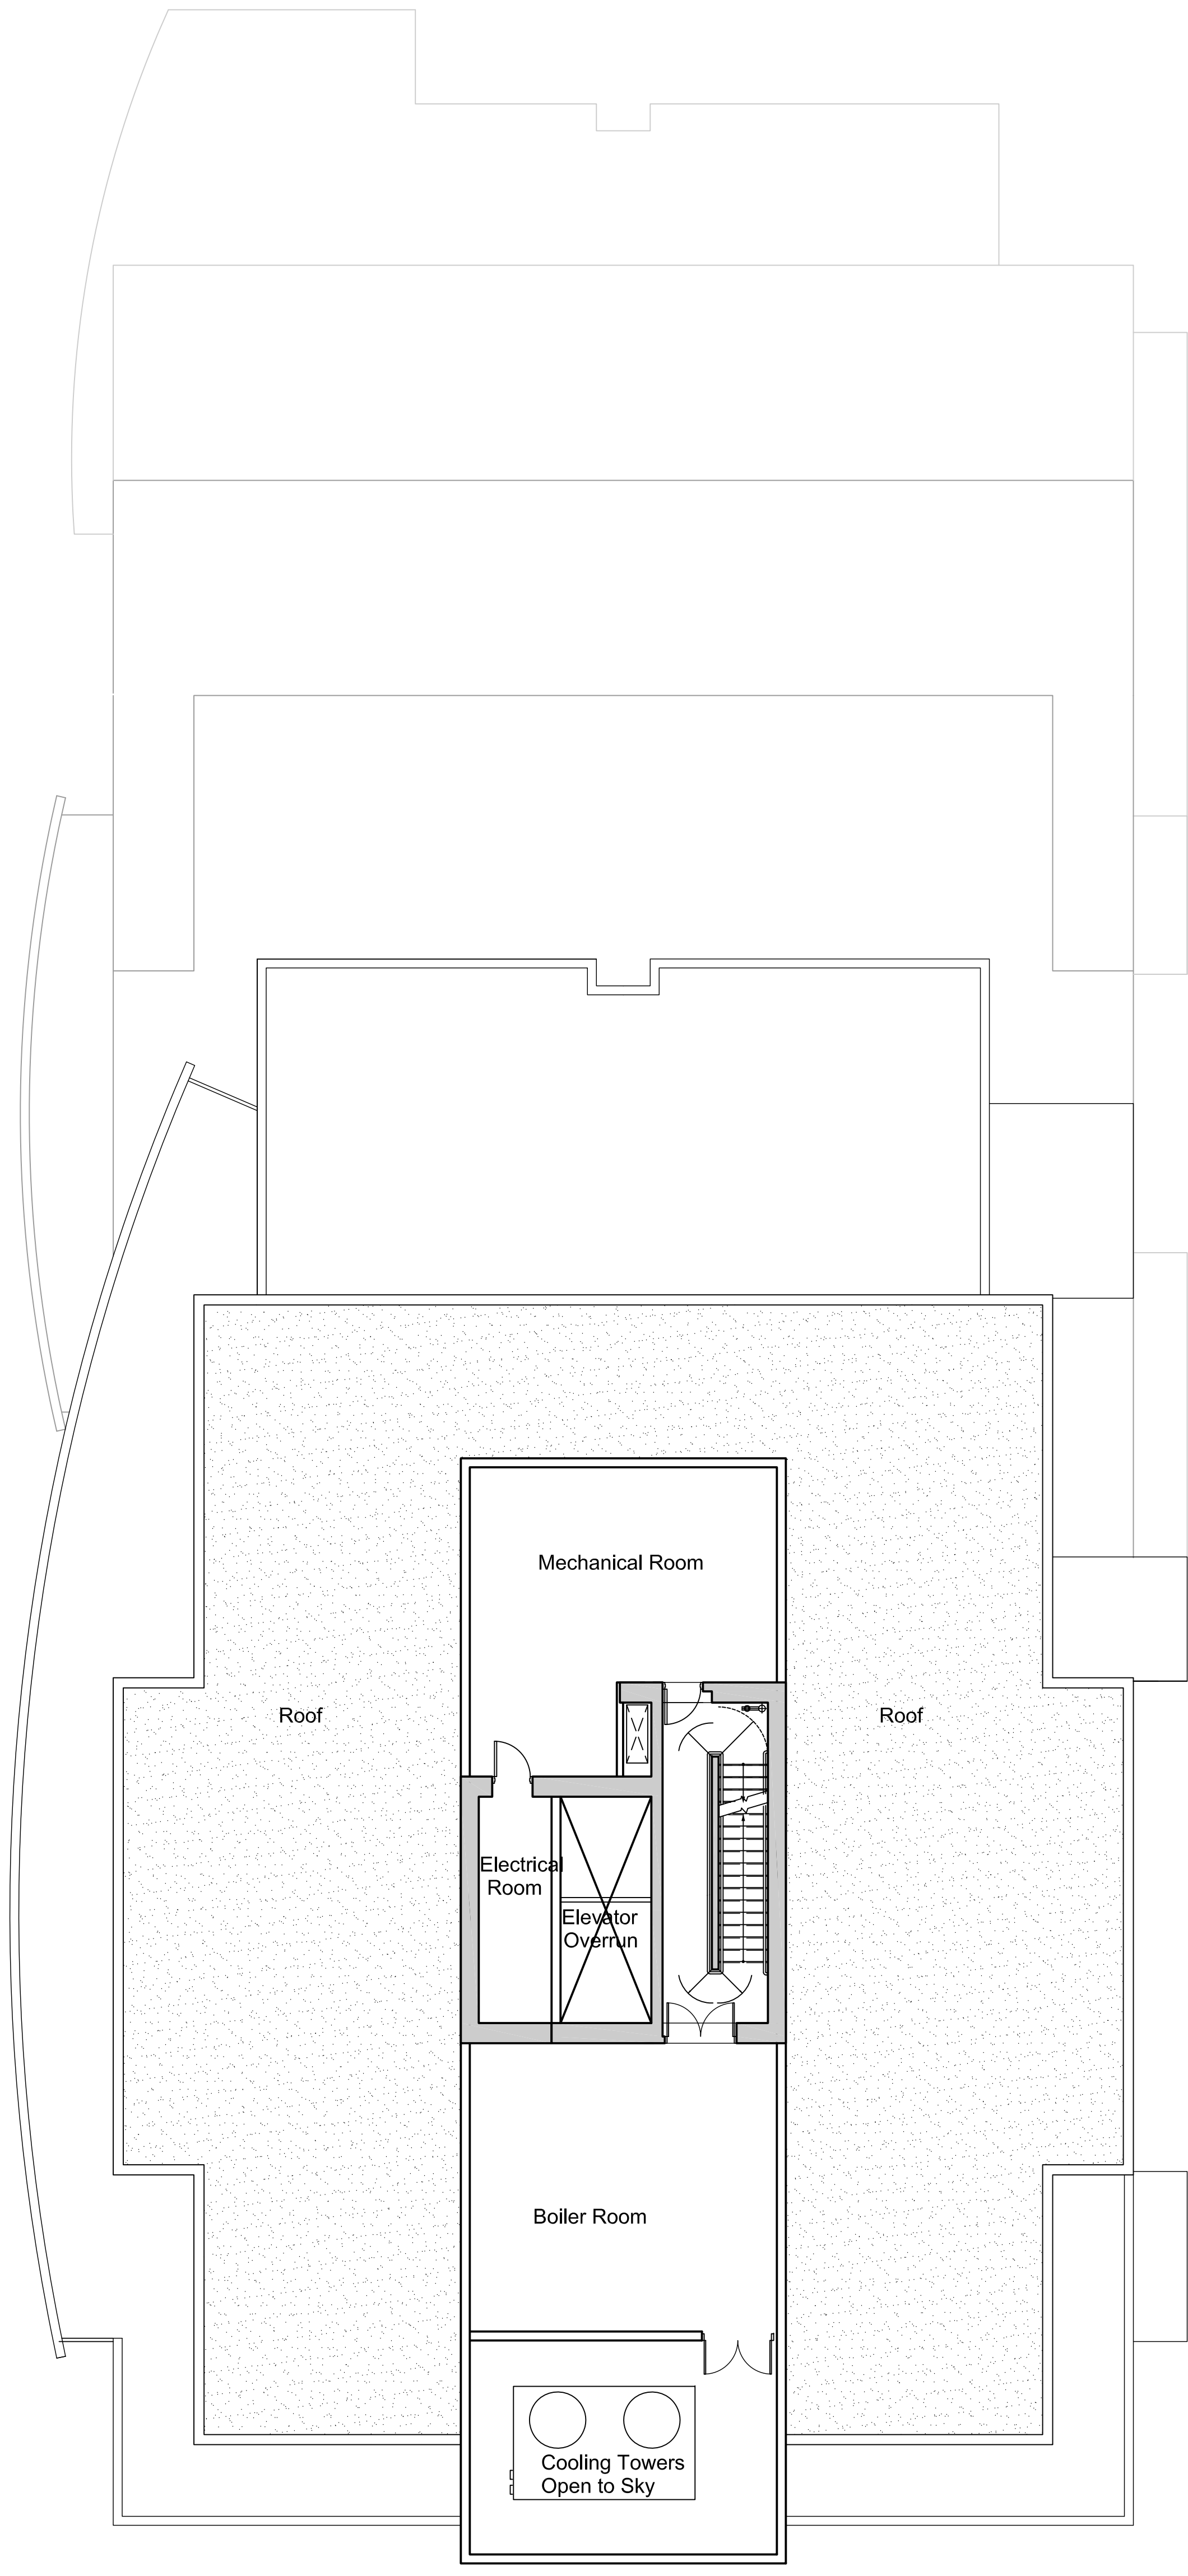 Mechanical Room
Roof
Roof
Electrical
Room
Elevator
Overrun
Boiler Room
Cooling Towers
Open to Sky